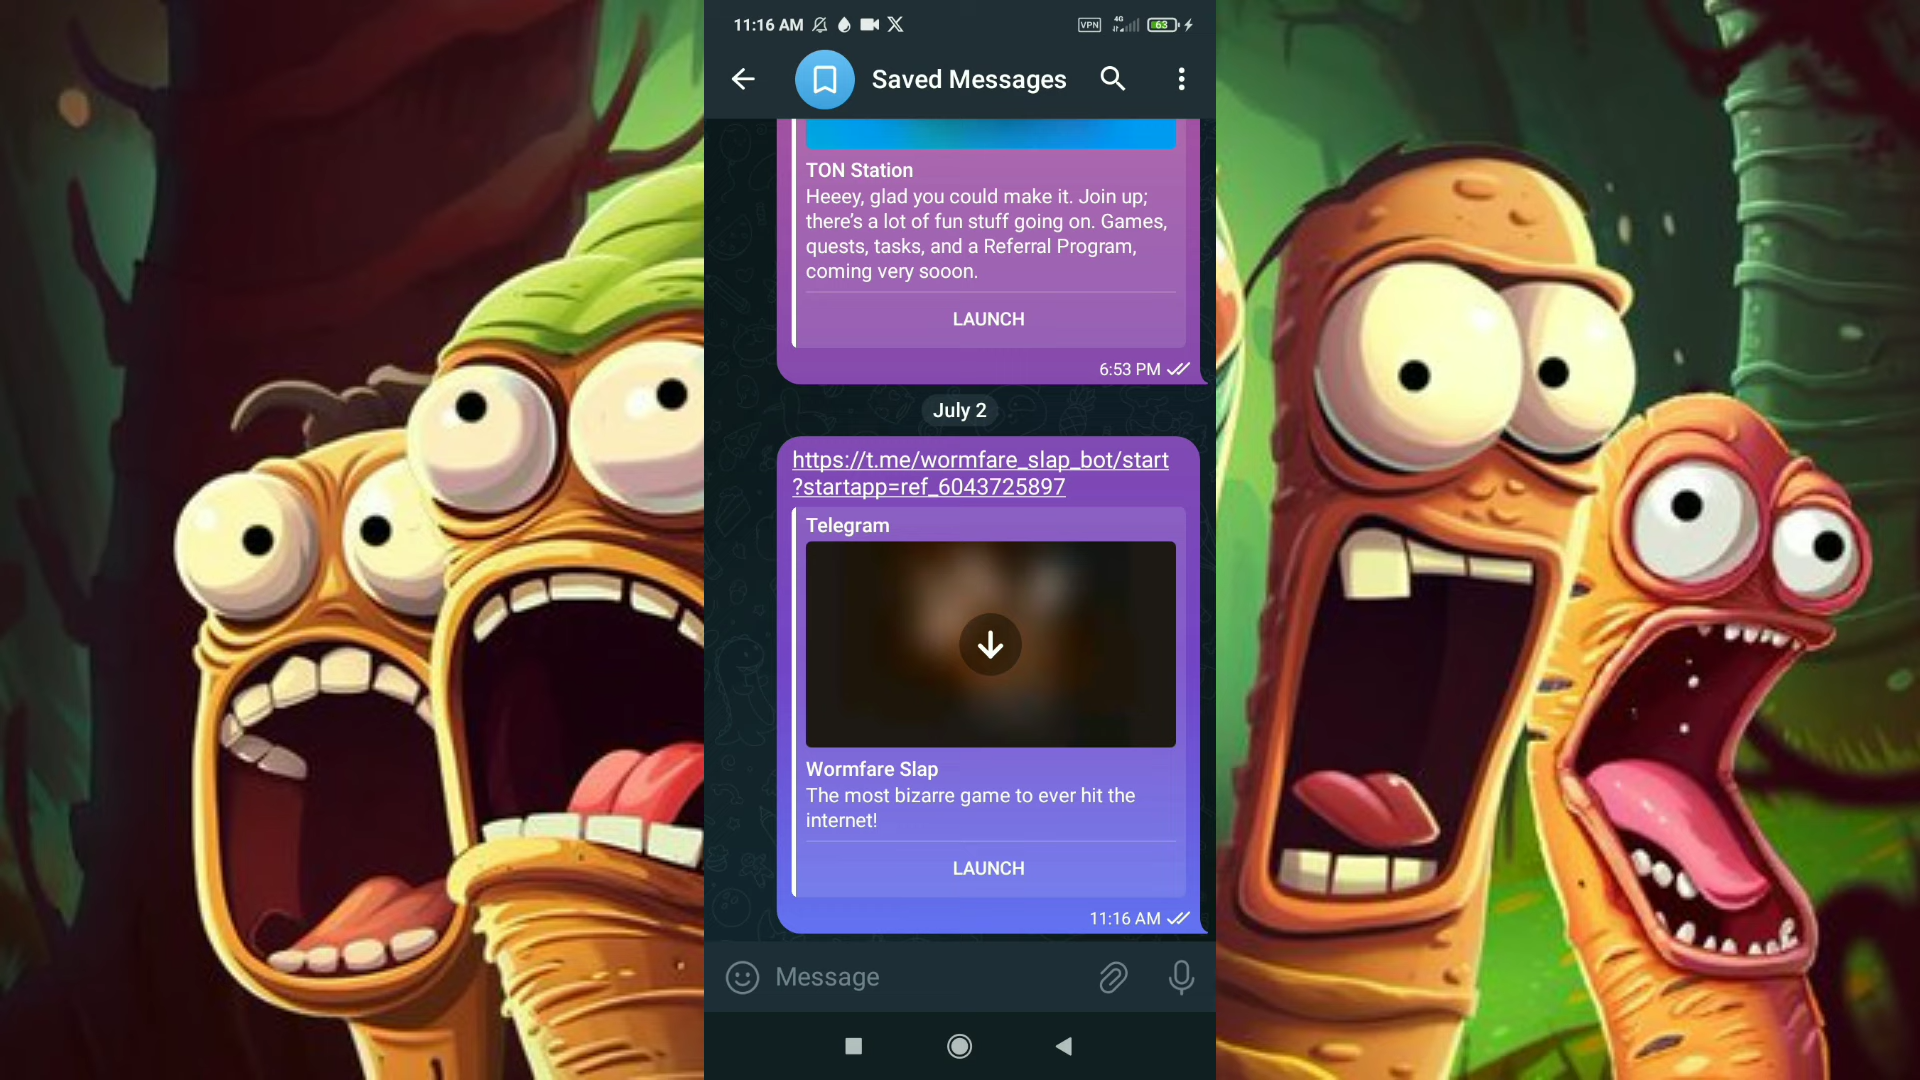 11:16 AM
VPN 4G 63
Saved Messages
TON Station
Heeey, glad you could make it. Join up;
there's a lot of fun stuff going on. Games,
quests, tasks, and a Referral Program,
coming very sooon.
LAUNCH
6:53 PM
July 2
https://t.me/wormfare_slap_bot/start
?startapp=ref_6043725897
Telegram
Wormfare Slap
The most bizarre game to ever hit the
internet!
LAUNCH
11:16 AM
Message